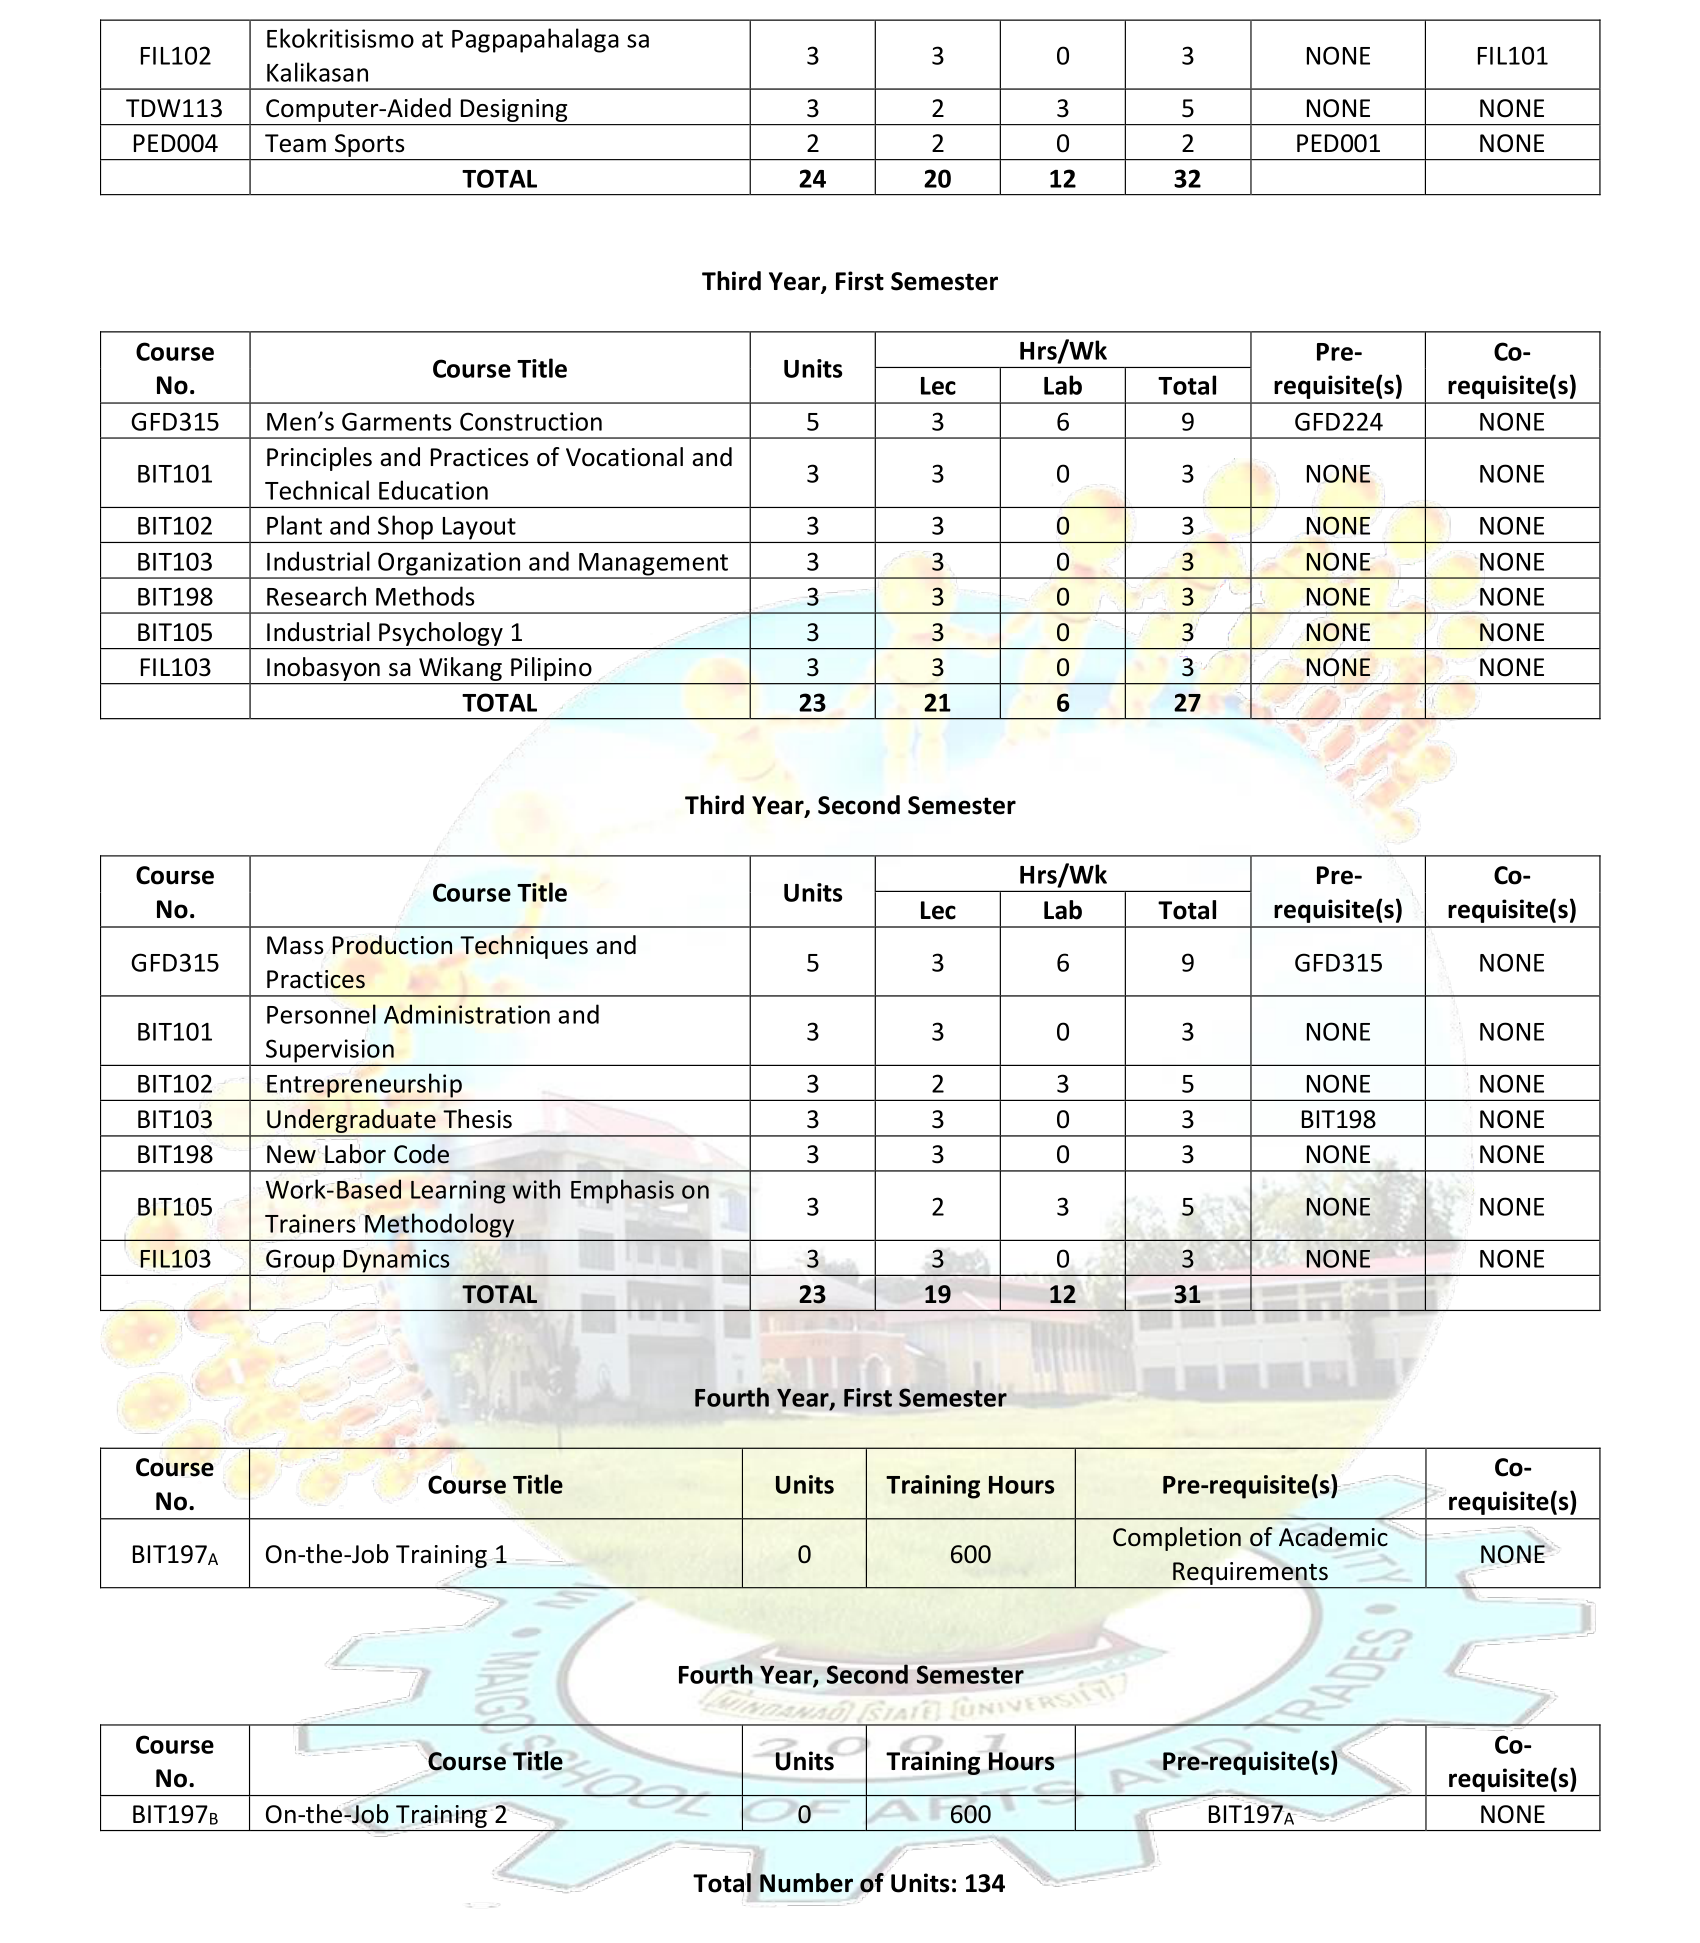 FIL102 Ekokritisismo at Pagpapahalaga sa Kalikasan 3 3 0 3 NONE FIL101
TDW113 Computer-Aided Designing 3 2 3 5 NONE NONE
PED004 Team Sports 2 2 0 2 PED001 NONE
TOTAL 24 20 12 32
Third Year, First Semester
Course No. Course Title Units Hrs/Wk Pre-requisite(s) Co-requisite(s)
Lec Lab Total
GFD315 Men’s Garments Construction 5 3 6 9 GFD224 NONE
BIT101 Principles and Practices of Vocational and Technical Education 3 3 0 3 NONE NONE
BIT102 Plant and Shop Layout 3 3 0 3 NONE NONE
BIT103 Industrial Organization and Management 3 3 0 3 NONE NONE
BIT198 Research Methods 3 3 0 3 NONE NONE
BIT105 Industrial Psychology 1 3 3 0 3 NONE NONE
FIL103 Inobasyon sa Wikang Pilipino 3 3 0 3 NONE NONE
TOTAL 23 21 6 27
Third Year, Second Semester
Course No. Course Title Units Hrs/Wk Pre-requisite(s) Co-requisite(s)
Lec Lab Total
GFD315 Mass Production Techniques and Practices 5 3 6 9 GFD315 NONE
BIT101 Personnel Administration and Supervision 3 3 0 3 NONE NONE
BIT102 Entrepreneurship 3 2 3 5 NONE NONE
BIT103 Undergraduate Thesis 3 3 0 3 BIT198 NONE
BIT198 New Labor Code 3 3 0 3 NONE NONE
BIT105 Work-Based Learning with Emphasis on Trainers Methodology 3 2 3 5 NONE NONE
FIL103 Group Dynamics 3 3 0 3 NONE NONE
TOTAL 23 19 12 31
Fourth Year, First Semester
Course No. Course Title Units Training Hours Pre-requisite(s) Co-requisite(s)
BIT197A On-the-Job Training 1 0 600 Completion of Academic Requirements NONE
Fourth Year, Second Semester
MINDANAO STATE UNIVERSITY
2001
MAIGO SCHOOL OF ARTS AND TRADES
Course No. Course Title Units Training Hours Pre-requisite(s) Co-requisite(s)
BIT197B On-the-Job Training 2 0 600 BIT197A NONE
Total Number of Units: 134